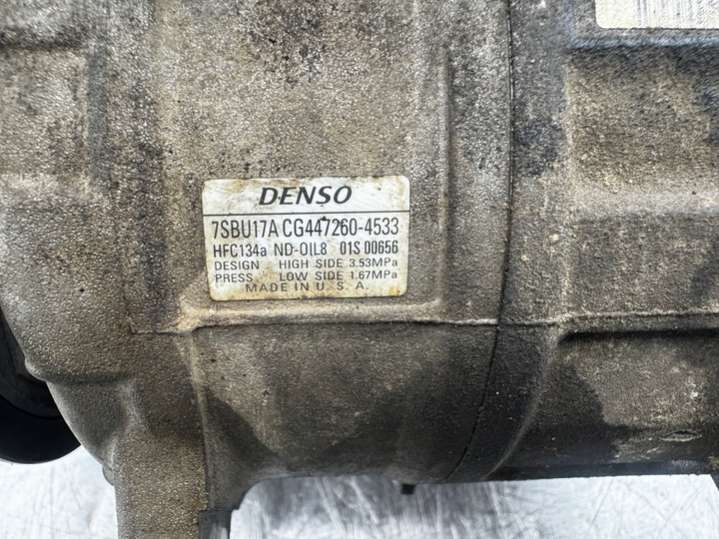 DENSO
7SBU17A CG447260-4533
HFC134a ND-OIL8 01S 00656
DESIGN HIGH SIDE 3.53MPa
PRESS LOW SIDE 1.67MPa
MADE IN U.S.A.